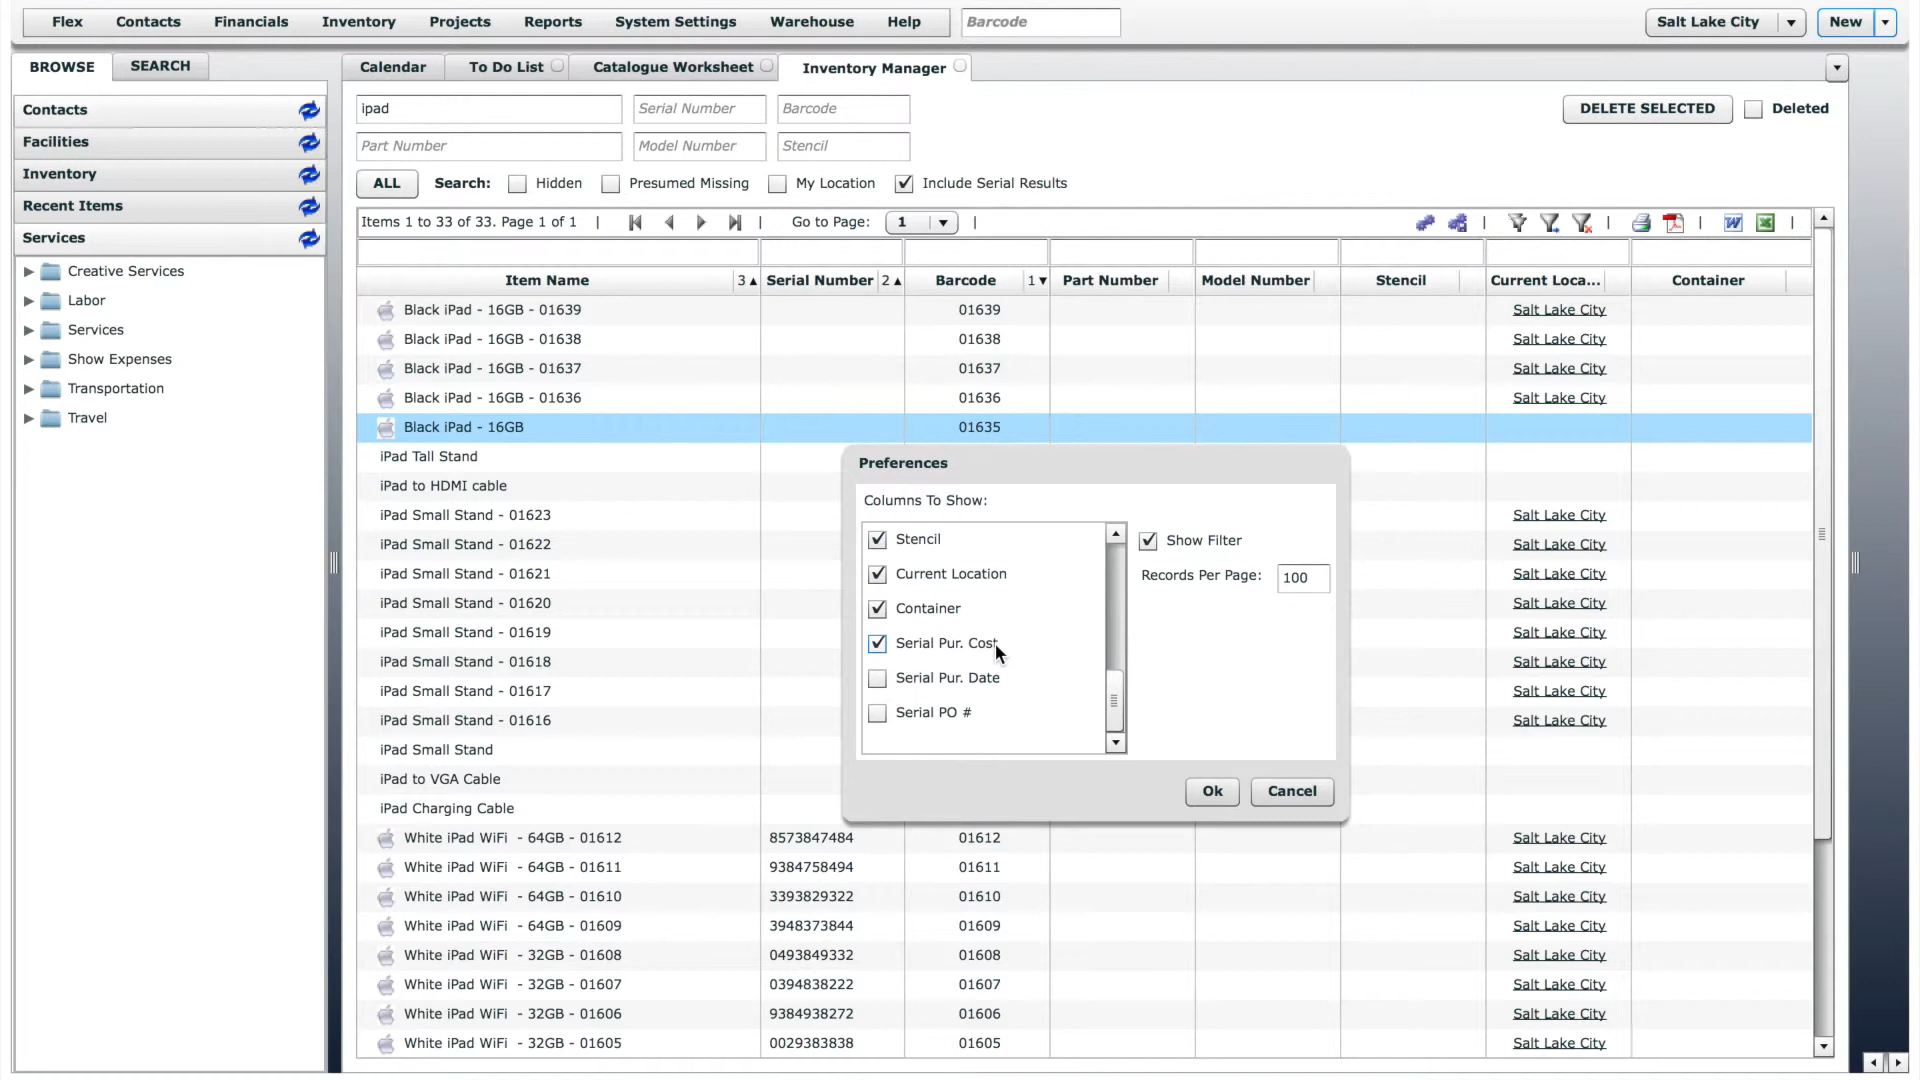 Flex Contacts Financials Inventory Projects Reports System Settings Warehouse Help Barcode Salt Lake City New
BROWSE SEARCH Calendar To Do List Catalogue Worksheet Inventory Manager
Contacts
Facilities
Inventory
Recent Items
Services
Creative Services
Labor
Services
Show Expenses
Transportation
Travel
ipad Serial Number Barcode DELETE SELECTED Deleted
Part Number Model Number Stencil
ALL Search: Hidden Presumed Missing My Location Include Serial Results
Items 1 to 33 of 33. Page 1 of 1 | | Go to Page: 1 |
Item Name 3 Serial Number 2 Barcode 1 Part Number Model Number Stencil Current Loca... Container
Black iPad - 16GB - 01639 01639 Salt Lake City
Black iPad - 16GB - 01638 01638 Salt Lake City
Black iPad - 16GB - 01637 01637 Salt Lake City
Black iPad - 16GB - 01636 01636 Salt Lake City
Black iPad - 16GB 01635
iPad Tall Stand
iPad to HDMI cable
iPad Small Stand - 01623 Salt Lake City
iPad Small Stand - 01622 Salt Lake City
iPad Small Stand - 01621 Salt Lake City
iPad Small Stand - 01620 Salt Lake City
iPad Small Stand - 01619 Salt Lake City
iPad Small Stand - 01618 Salt Lake City
iPad Small Stand - 01617 Salt Lake City
iPad Small Stand - 01616 Salt Lake City
iPad Small Stand
iPad to VGA Cable
iPad Charging Cable
White iPad WiFi - 64GB - 01612 8573847484 01612 Salt Lake City
White iPad WiFi - 64GB - 01611 9384758494 01611 Salt Lake City
White iPad WiFi - 64GB - 01610 3393829322 01610 Salt Lake City
White iPad WiFi - 64GB - 01609 3948373844 01609 Salt Lake City
White iPad WiFi - 32GB - 01608 0493849332 01608 Salt Lake City
White iPad WiFi - 32GB - 01607 0394838222 01607 Salt Lake City
White iPad WiFi - 32GB - 01606 9384938272 01606 Salt Lake City
White iPad WiFi - 32GB - 01605 0029383838 01605 Salt Lake City
Preferences
Columns To Show:
Stencil
Current Location
Container
Serial Pur. Cost
Serial Pur. Date
Serial PO #
Show Filter
Records Per Page: 100
Ok Cancel